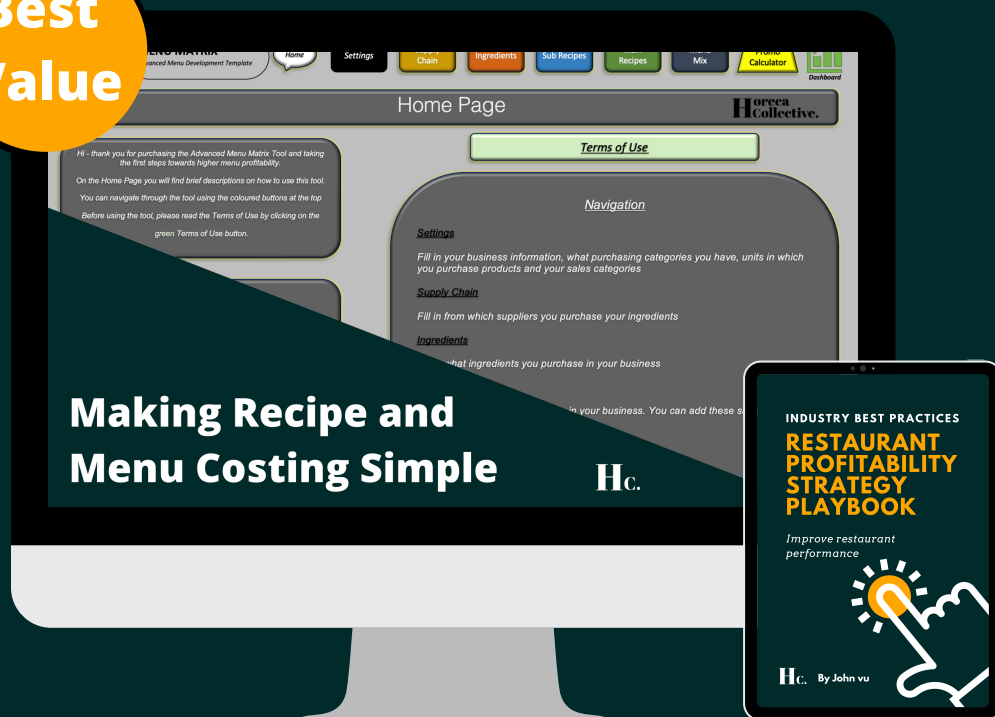 Best
Value
MENU MATRIX
Advanced Menu Development Template
Home
Settings
Supply
Chain
Ingredients
Sub Recipes
Main
Recipes
Menu
Mix
Promo
Calculator
Dashboard
Home Page
Horeca
Collective.
Hi - thank you for purchasing the Advanced Menu Matrix Tool and taking
the first steps towards higher menu profitability.
On the Home Page you will find brief descriptions on how to use this tool.
You can navigate through the tool using the coloured buttons at the top
Before using the tool, please read the Terms of Use by clicking on the
green Terms of Use button.
Terms of Use
Navigation
Settings
Fill in your business information, what purchasing categories you have, units in which
you purchase products and your sales categories
Supply Chain
Fill in from which suppliers you purchase your ingredients
Ingredients
what ingredients you purchase in your business
in your business. You can add these
Making Recipe and
Menu Costing Simple
Hc.
INDUSTRY BEST PRACTICES
RESTAURANT
PROFITABILITY
STRATEGY
PLAYBOOK
Improve restaurant
performance
Hc. By John vu